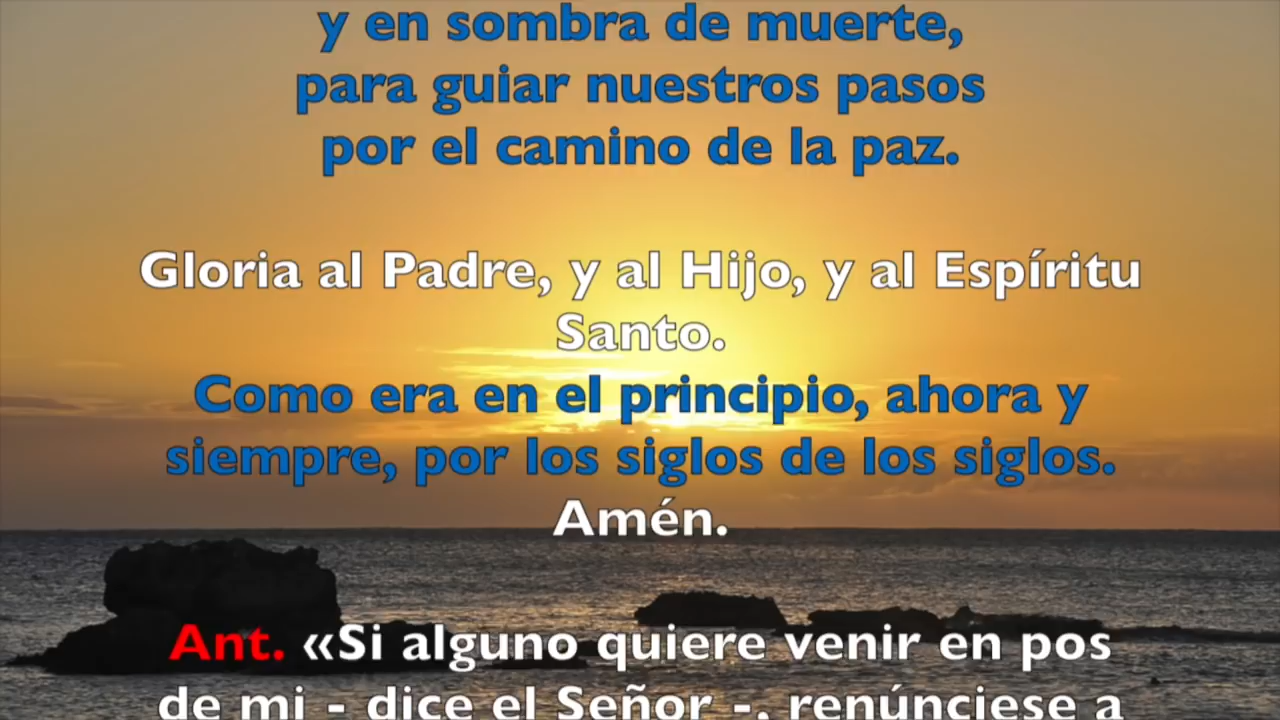 y en sombra de muerte,
para guiar nuestros pasos
por el camino de la paz.
Gloria al Padre, y al Hijo, y al Espíritu
Santo.
Como era en el principio, ahora y
siempre, por los siglos de los siglos.
Amén.
Ant. «Si alguno quiere venir en pos
de mi - dice el Señor -, renúnciese a